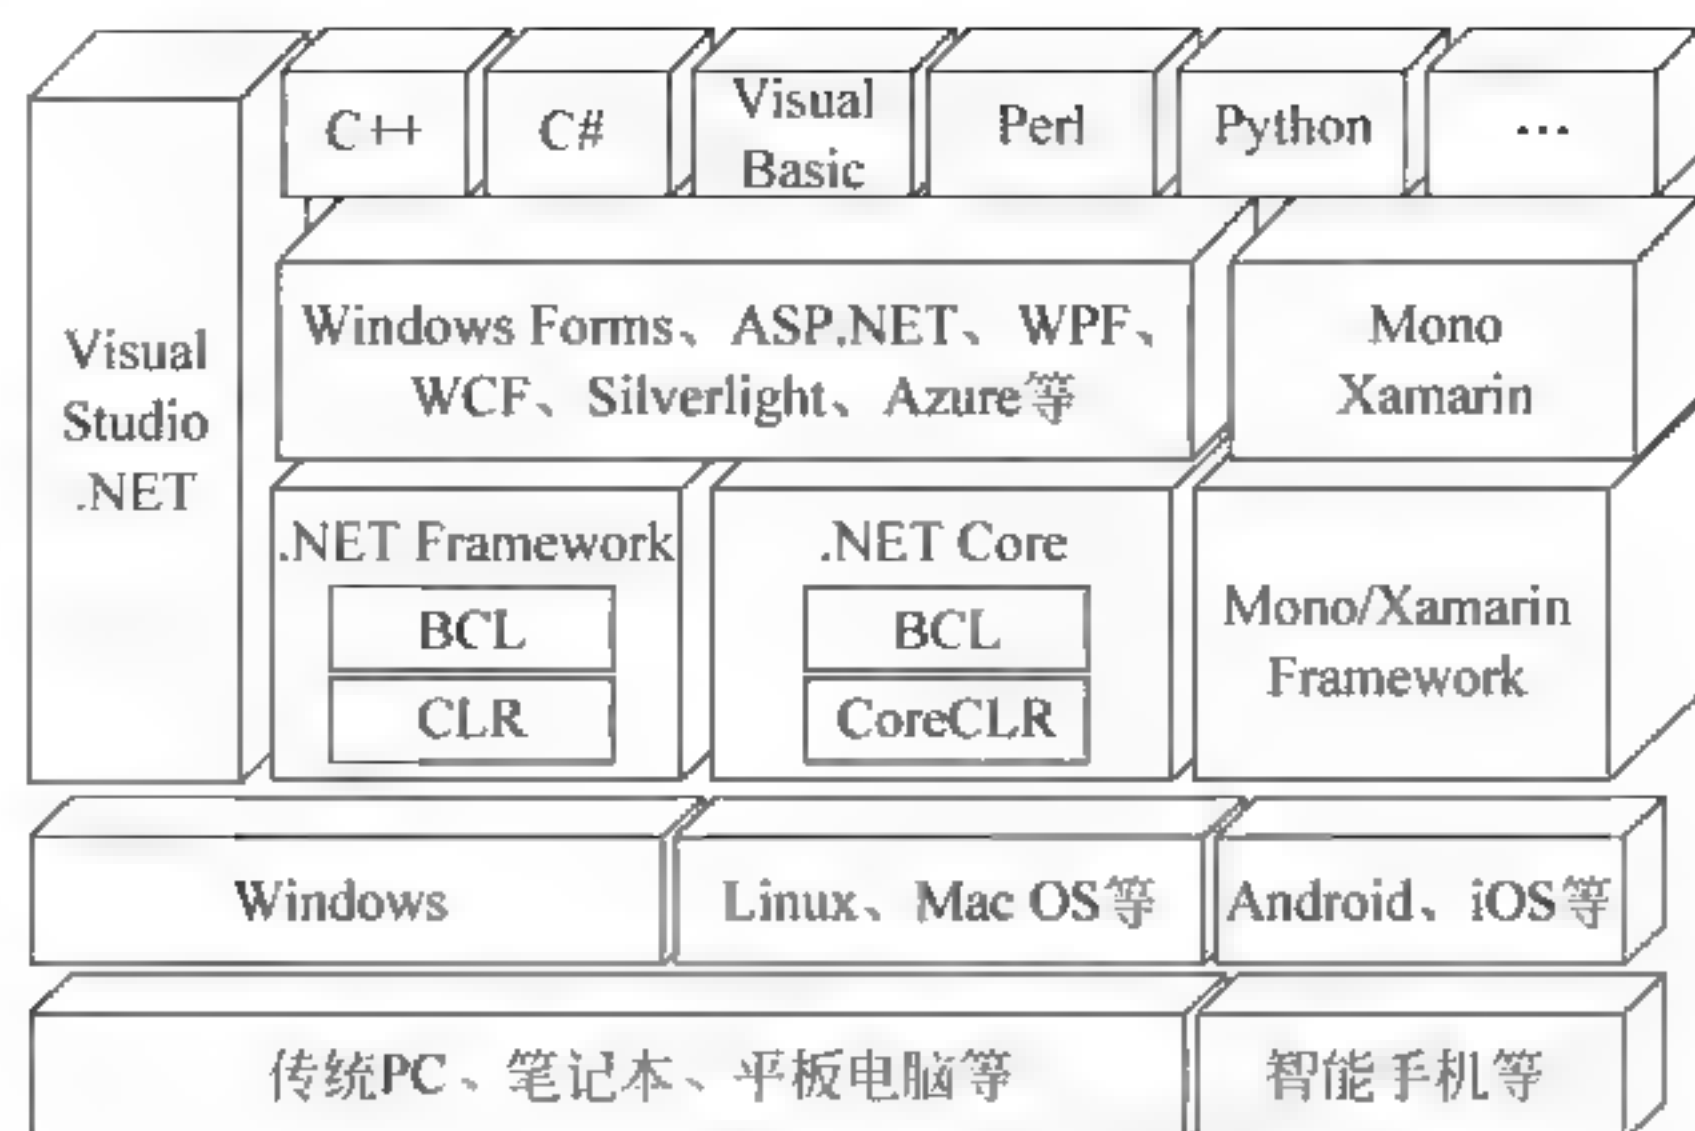 Visual
Studio
.NET
C++
C#
Visual
Basic
Perl
Python
...
Windows Forms、ASP.NET、WPF、
WCF、Silverlight、Azure等
Mono
Xamarin
.NET Framework
BCL
CLR
.NET Core
BCL
CoreCLR
Mono/Xamarin
Framework
Windows
Linux、Mac OS等
Android、iOS等
传统PC、笔记本、平板电脑等
智能手机等